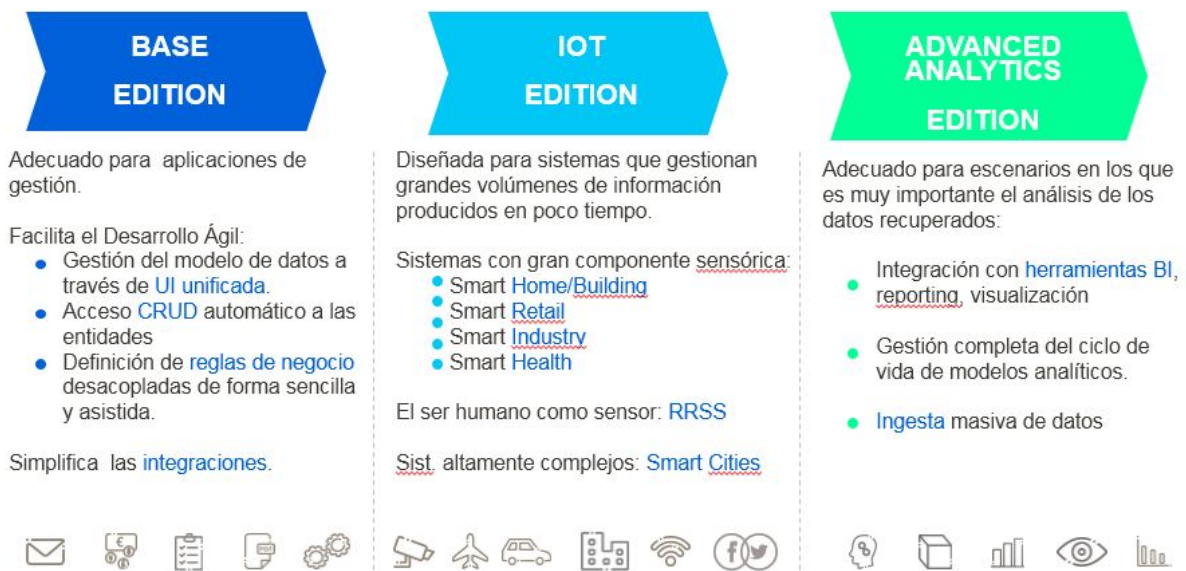 BASE
EDITION
Adecuado para aplicaciones de
gestión.
Facilita el Desarrollo Ágil:
Gestión del modelo de datos a
través de UI unificada.
Acceso CRUD automático a las
entidades
Definición de reglas de negocio
desacopladas de forma sencilla
y asistida.
Simplifica las integraciones.
IOT
EDITION
Diseñada para sistemas que gestionan
grandes volúmenes de información
producidos en poco tiempo.
Sistemas con gran componente sensórica:
Smart Home/Building
Smart Retail
Smart Industry
Smart Health
El ser humano como sensor: RRSS
Sist. altamente complejos: Smart Cities
ADVANCED
ANALYTICS
EDITION
Adecuado para escenarios en los que
es muy importante el análisis de los
datos recuperados:
Integración con herramientas BI,
reporting, visualización
Gestión completa del ciclo de
vida de modelos analíticos.
Ingesta masiva de datos